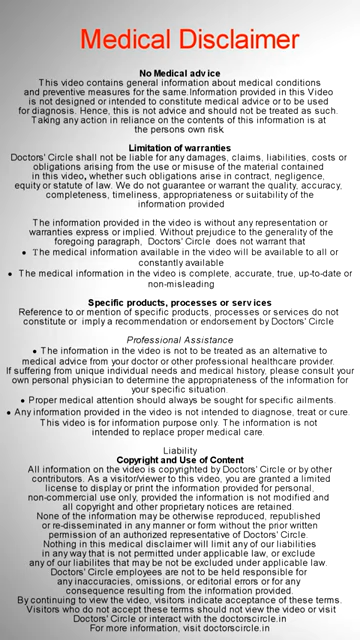 Medical Disclaimer
No Medical advice
This video contains general information about medical conditions
and preventive measures for the same.Information provided in this Video
is not designed or intended to constitute medical advice or to be used
for diagnosis. Hence, this is not advice and should not be treated as such.
Taking any action in reliance on the contents of this information is at
the persons own risk
Limitation of warranties
Doctors' Circle shall not be liable for any damages, claims, liabilities, costs or
obligations arising from the use or misuse of the material contained
in this video, whether such obligations arise in contract, negligence,
equity or statute of law. We do not guarantee or warrant the quality, accuracy,
completeness, timeliness, appropriateness or suitability of the
information provided
The information provided in the video is without any representation or
warranties express or implied. Without prejudice to the generality of the
foregoing paragraph, Doctors' Circle does not warrant that
• The medical information available in the video will be available to all or
constantly available
• The medical information in the video is complete, accurate, true, up-to-date or
non-misleading
Specific products, processes or services
Reference to or mention of specific products, processes or services do not
constitute or imply a recommendation or endorsement by Doctors' Circle
Professional Assistance
• The information in the video is not to be treated as an alternative to
medical advice from your doctor or other professional healthcare provider.
If suffering from unique individual needs and medical history, please consult your
own personal physician to determine the appropriateness of the information for
your specific situation.
• Proper medical attention should always be sought for specific ailments.
• Any information provided in the video is not intended to diagnose, treat or cure.
This video is for information purpose only. The information is not
intended to replace proper medical care.
Liability
Copyright and Use of Content
All information on the video is copyrighted by Doctors' Circle or by other
contributors. As a visitor/viewer to this video, you are granted a limited
license to display or print the information provided for personal,
non-commercial use only, provided the information is not modified and
all copyright and other proprietary notices are retained.
None of the information may be otherwise reproduced, republished
or re-disseminated in any manner or form without the prior written
permission of an authorized representative of Doctors' Circle.
Nothing in this medical disclaimer will limit any of our liabilities
in any way that is not permitted under applicable law, or exclude
any of our liabilites that may be not be excluded under applicable law.
Doctors' Circle employees are not to be held responsible for
any inaccuracies, omissions, or editorial errors or for any
consequence resulting from the information provided.
By continuing to view the video, visitors indicate acceptance of these terms.
Visitors who do not accept these terms should not view the video or visit
Doctors' Circle or interact with the doctorscircle.in
For more information, visit doctorscircle.in